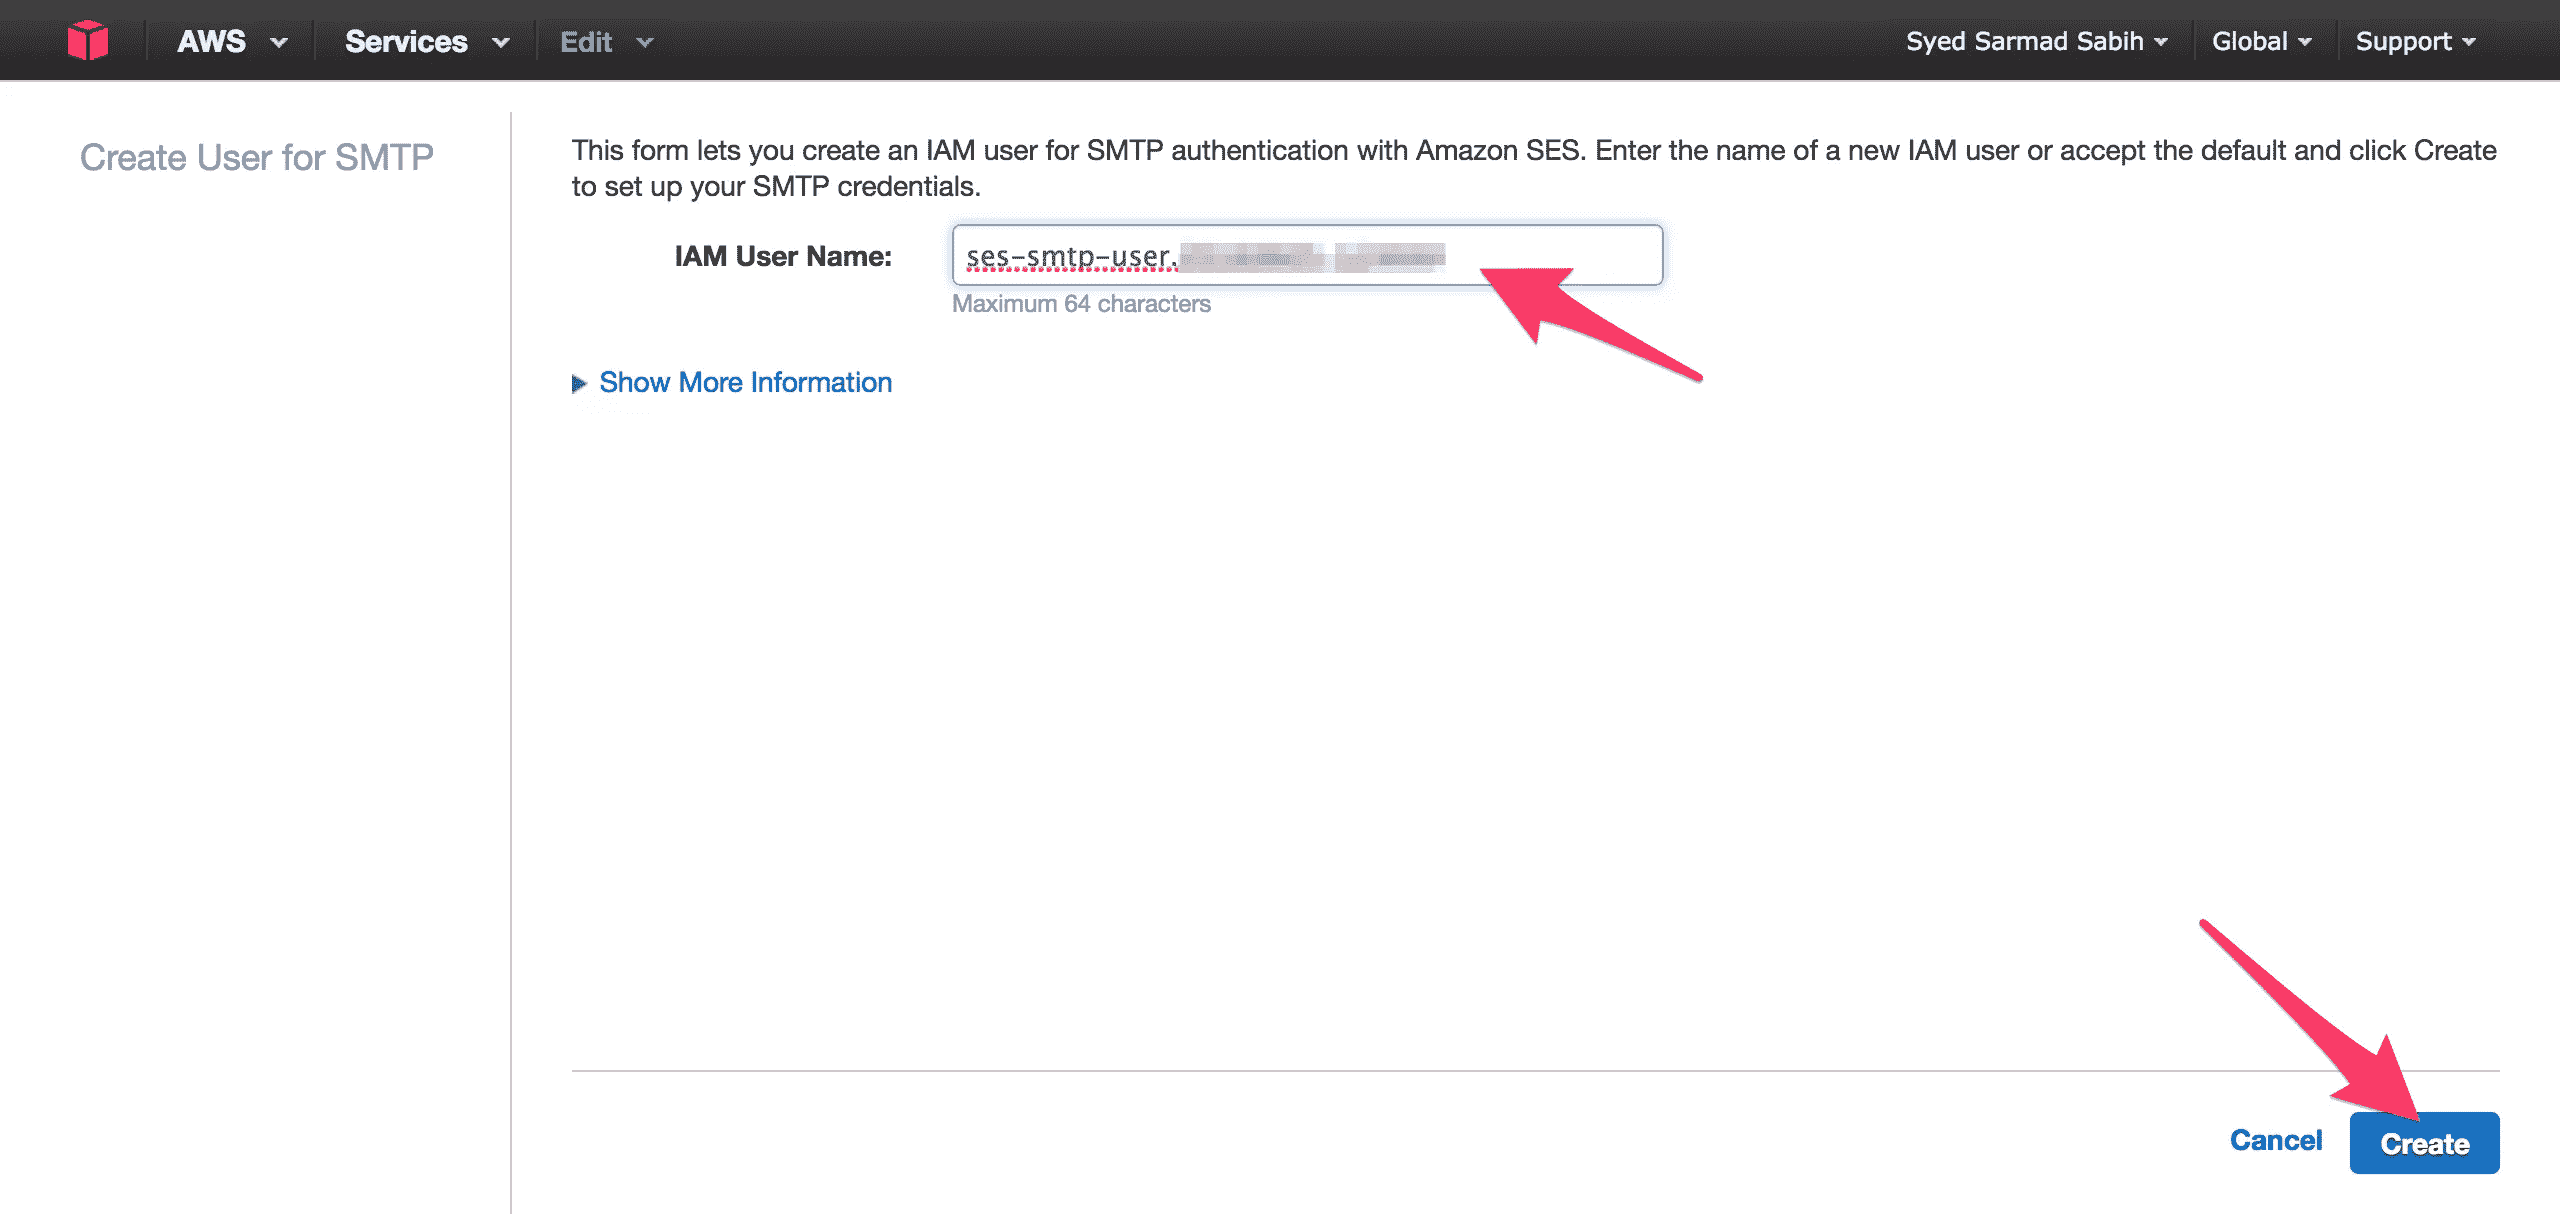 AWS Services Edit Syed Sarmad Sabih Global Support
Create User for SMTP
This form lets you create an IAM user for SMTP authentication with Amazon SES. Enter the name of a new IAM user or accept the default and click Create
to set up your SMTP credentials.
IAM User Name: ses-smtp-user.
Maximum 64 characters
Show More Information
Cancel Create